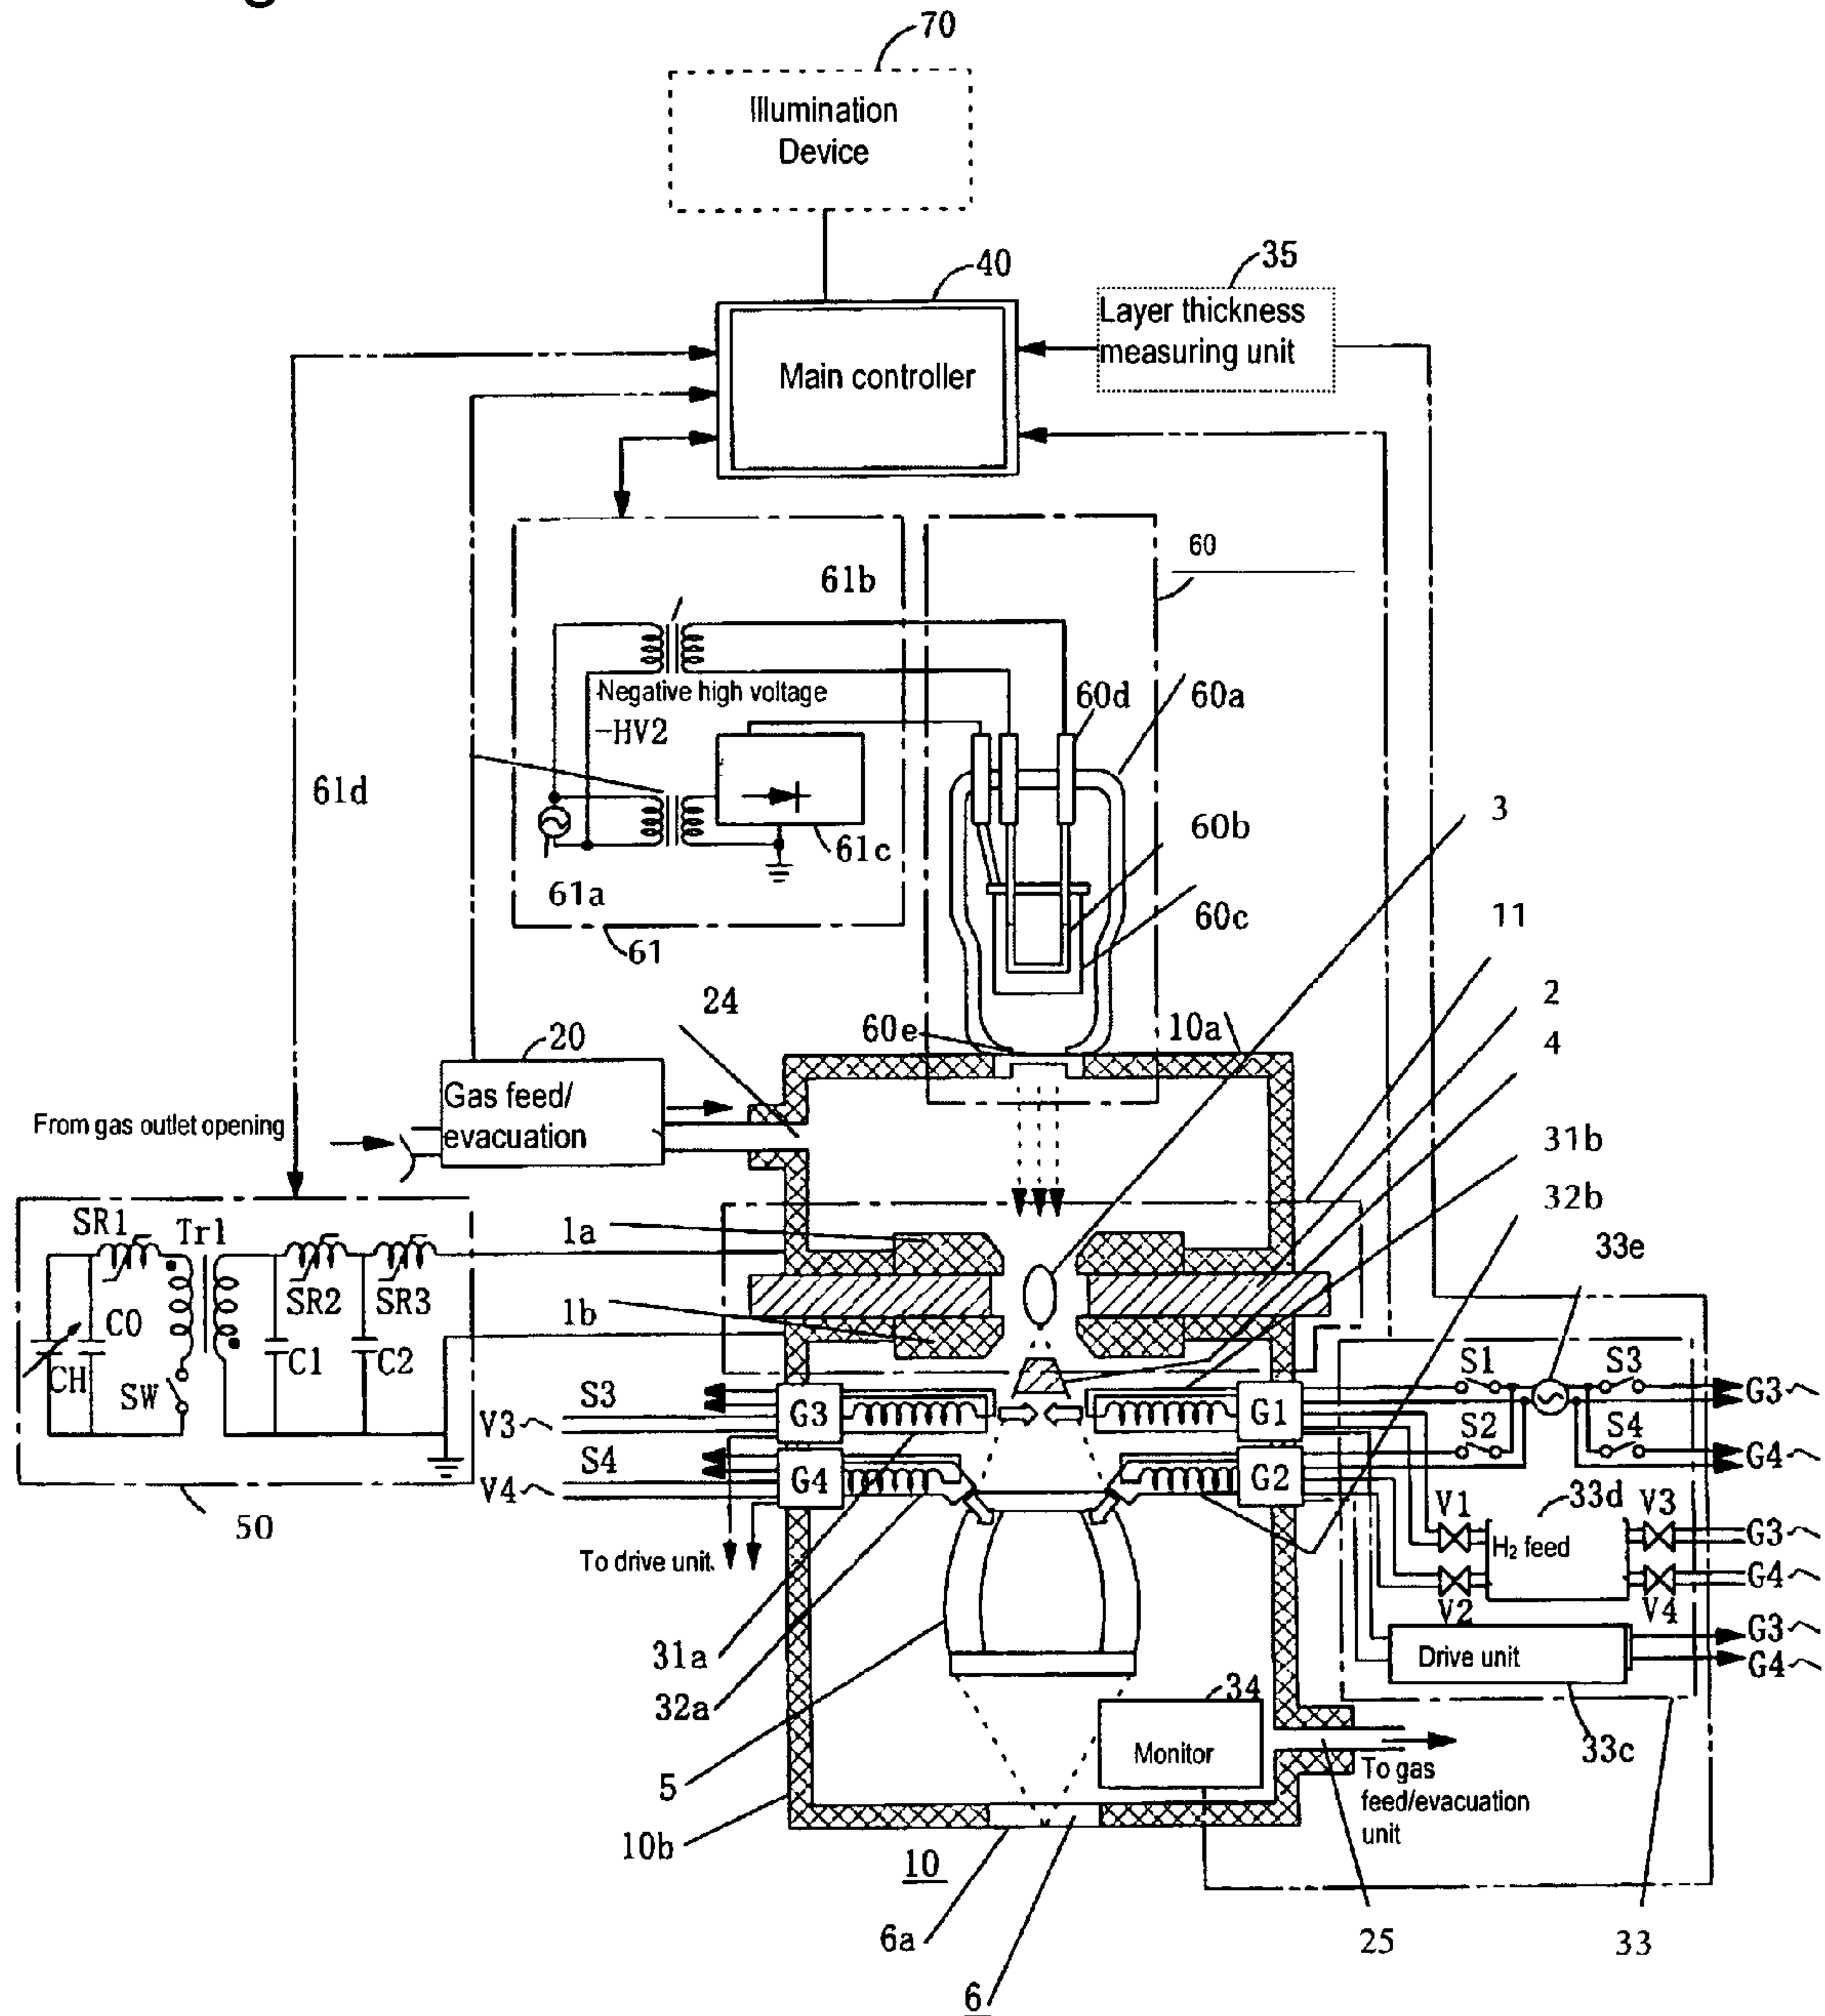 70
Illumination
Device
40
35
Layer thickness
measuring unit
Main controller
60
61b
Negative high voltage
-HV2
60d
60a
61d
3
60b
61c
61a
60c
11
61
2
24
60e
10a
4
20
Gas feed/
evacuation
From gas outlet opening
31b
32b
SR1
Tr1
1a
33e
SR2
SR3
C0
1b
CH
C1
C2
S1
S3
SW
S3
G3
G1
G3
V3
S2
S4
S4
G4
G2
G4
V4
50
V1
33d
V3
To drive unit.
H₂ feed
G3
G4
V2
V4
31a
Drive unit
G3
G4
32a
34
33c
Monitor
5
To gas
feed/evacuation
unit
10b
10
6a
25
33
6